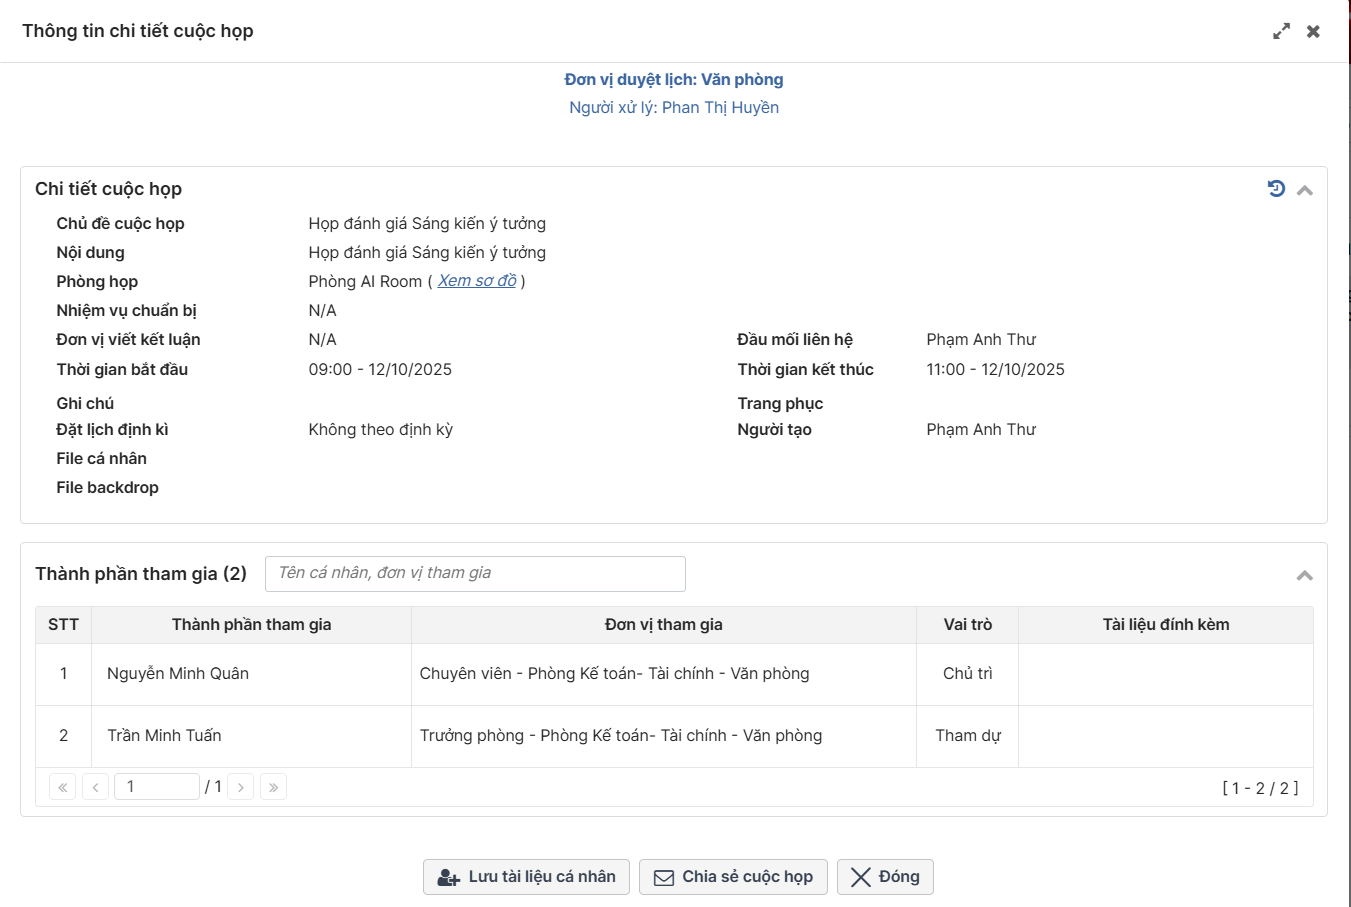 Thông tin chi tiết cuộc họp
Đơn vị duyệt lịch: Văn phòng
Người xử lý: Phan Thị Huyền
Chi tiết cuộc họp
Chủ đề cuộc họp Họp đánh giá Sáng kiến ý tưởng
Nội dung Họp đánh giá Sáng kiến ý tưởng
Phòng họp Phòng AI Room ( Xem sơ đồ )
Nhiệm vụ chuẩn bị N/A
Đơn vị viết kết luận N/A Đầu mối liên hệ Phạm Anh Thư
Thời gian bắt đầu 09:00 - 12/10/2025 Thời gian kết thúc 11:00 - 12/10/2025
Ghi chú Trang phục
Đặt lịch định kì Không theo định kỳ Người tạo Phạm Anh Thư
File cá nhân
File backdrop
Thành phần tham gia (2) Tên cá nhân, đơn vị tham gia
STT Thành phần tham gia Đơn vị tham gia Vai trò Tài liệu đính kèm
1 Nguyễn Minh Quân Chuyên viên - Phòng Kế toán- Tài chính - Văn phòng Chủ trì
2 Trần Minh Tuấn Trưởng phòng - Phòng Kế toán- Tài chính - Văn phòng Tham dự
« ‹ 1 / 1 › » [ 1 - 2 / 2 ]
Lưu tài liệu cá nhân Chia sẻ cuộc họp Đóng